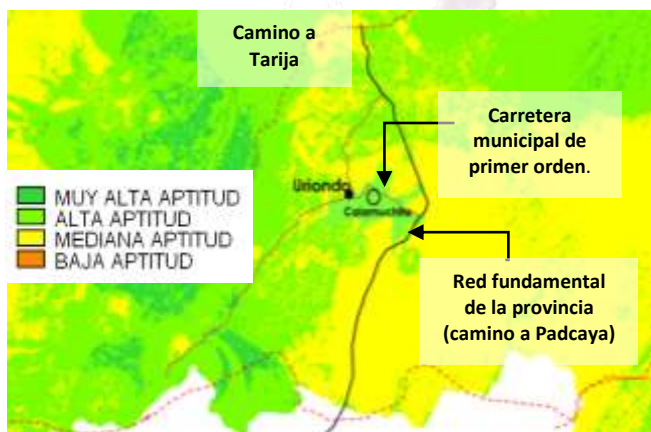 Camino a
Tarija
Carretera
municipal de
primer orden.
Uriondo
Calamuchita
MUY ALTA APTITUD
ALTA APTITUD
MEDIANA APTITUD
BAJA APTITUD
Red fundamental
de la provincia
(camino a Padcaya)